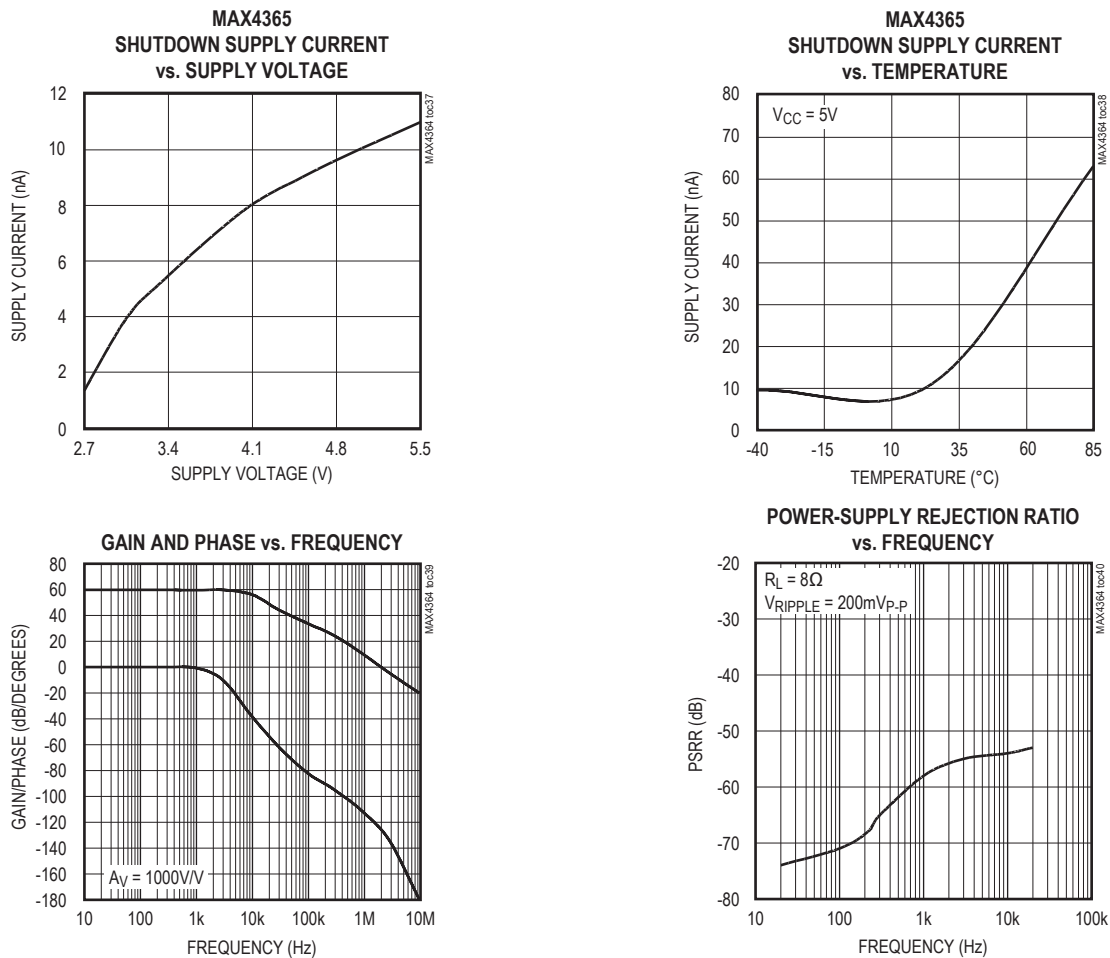 MAX4365
SHUTDOWN SUPPLY CURRENT
vs. SUPPLY VOLTAGE
12
10
8
6
4
2
0
SUPPLY CURRENT (nA)
2.7 3.4 4.1 4.8 5.5
SUPPLY VOLTAGE (V)
MAX4364 toc37
MAX4365
SHUTDOWN SUPPLY CURRENT
vs. TEMPERATURE
80
70
60
50
40
30
20
10
0
SUPPLY CURRENT (nA)
VCC = 5V
-40 -15 10 35 60 85
TEMPERATURE (°C)
MAX4364 toc38
GAIN AND PHASE vs. FREQUENCY
80
60
40
20
0
-20
-40
-60
-80
-100
-120
-140
-160
-180
GAIN/PHASE (dB/DEGREES)
AV = 1000V/V
10 100 1k 10k 100k 1M 10M
FREQUENCY (Hz)
MAX4364 toc39
POWER-SUPPLY REJECTION RATIO
vs. FREQUENCY
-20
-30
-40
-50
-60
-70
-80
PSRR (dB)
RL = 8Ω
VRIPPLE = 200mVP-P
10 100 1k 10k 100k
FREQUENCY (Hz)
MAX4364 toc40